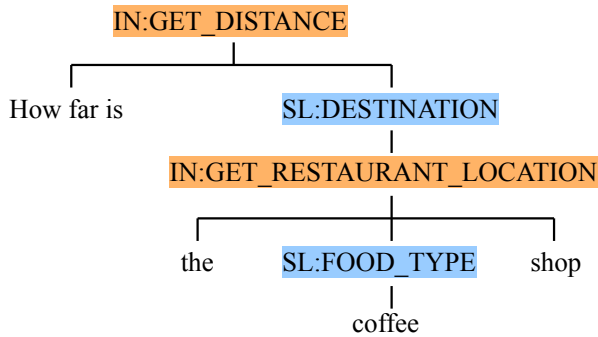 IN:GET_DISTANCE
How far is SL:DESTINATION
IN:GET_RESTAURANT_LOCATION
the SL:FOOD_TYPE shop
coffee